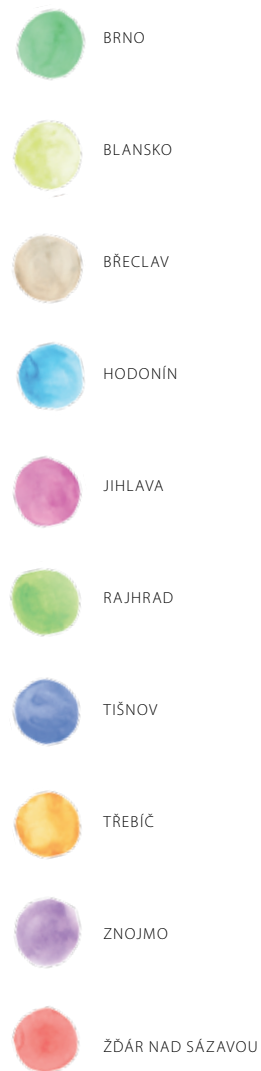 BRNO
BLANSKO
BŘECLAV
HODONÍN
JIHLAVA
RAJHRAD
TIŠNOV
TŘEBÍČ
ZNOJMO
ŽĎÁR NAD SÁZAVOU